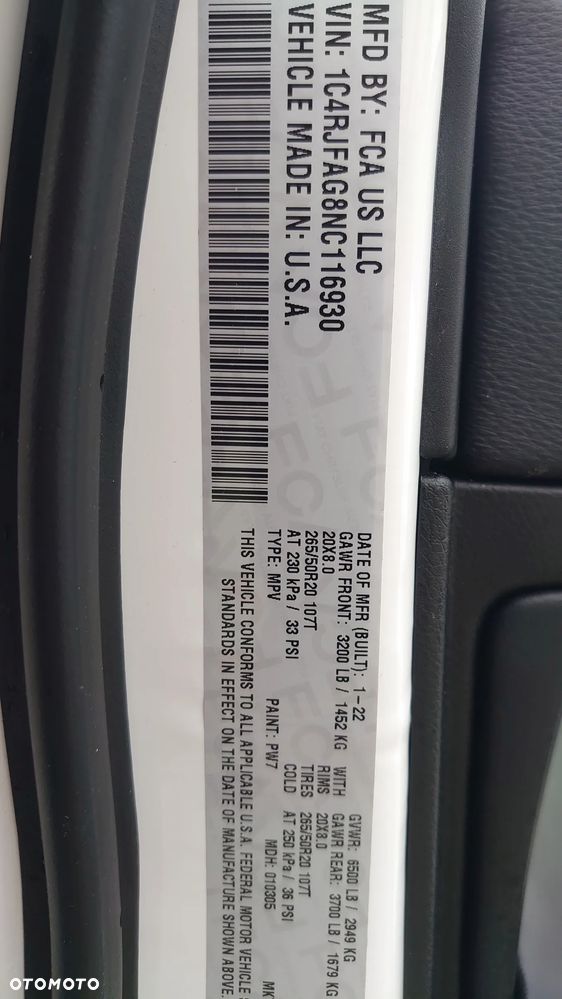 MFD BY: FCA US LLC
VIN: 1C4RJFAG8NC116930
VEHICLE MADE IN: U.S.A.
DATE OF MFR (BUILT): 1-22 GVWR: 6500 LB / 2949 KG
GAWR FRONT: 3200 LB / 1452 KG WITH GAWR REAR: 3700 LB / 1679 KG
20X8.0 RIMS 20X8.0
265/50R20 107T TIRES 265/50R20 107T
AT 230 kPa / 33 PSI COLD AT 250 kPa / 36 PSI
TYPE: MPV PAINT: PW7 MDH: 010305 MK
THIS VEHICLE CONFORMS TO ALL APPLICABLE U.S.A. FEDERAL MOTOR VEHICLE S
STANDARDS IN EFFECT ON THE DATE OF MANUFACTURE SHOWN ABOVE.
OTOMOTO